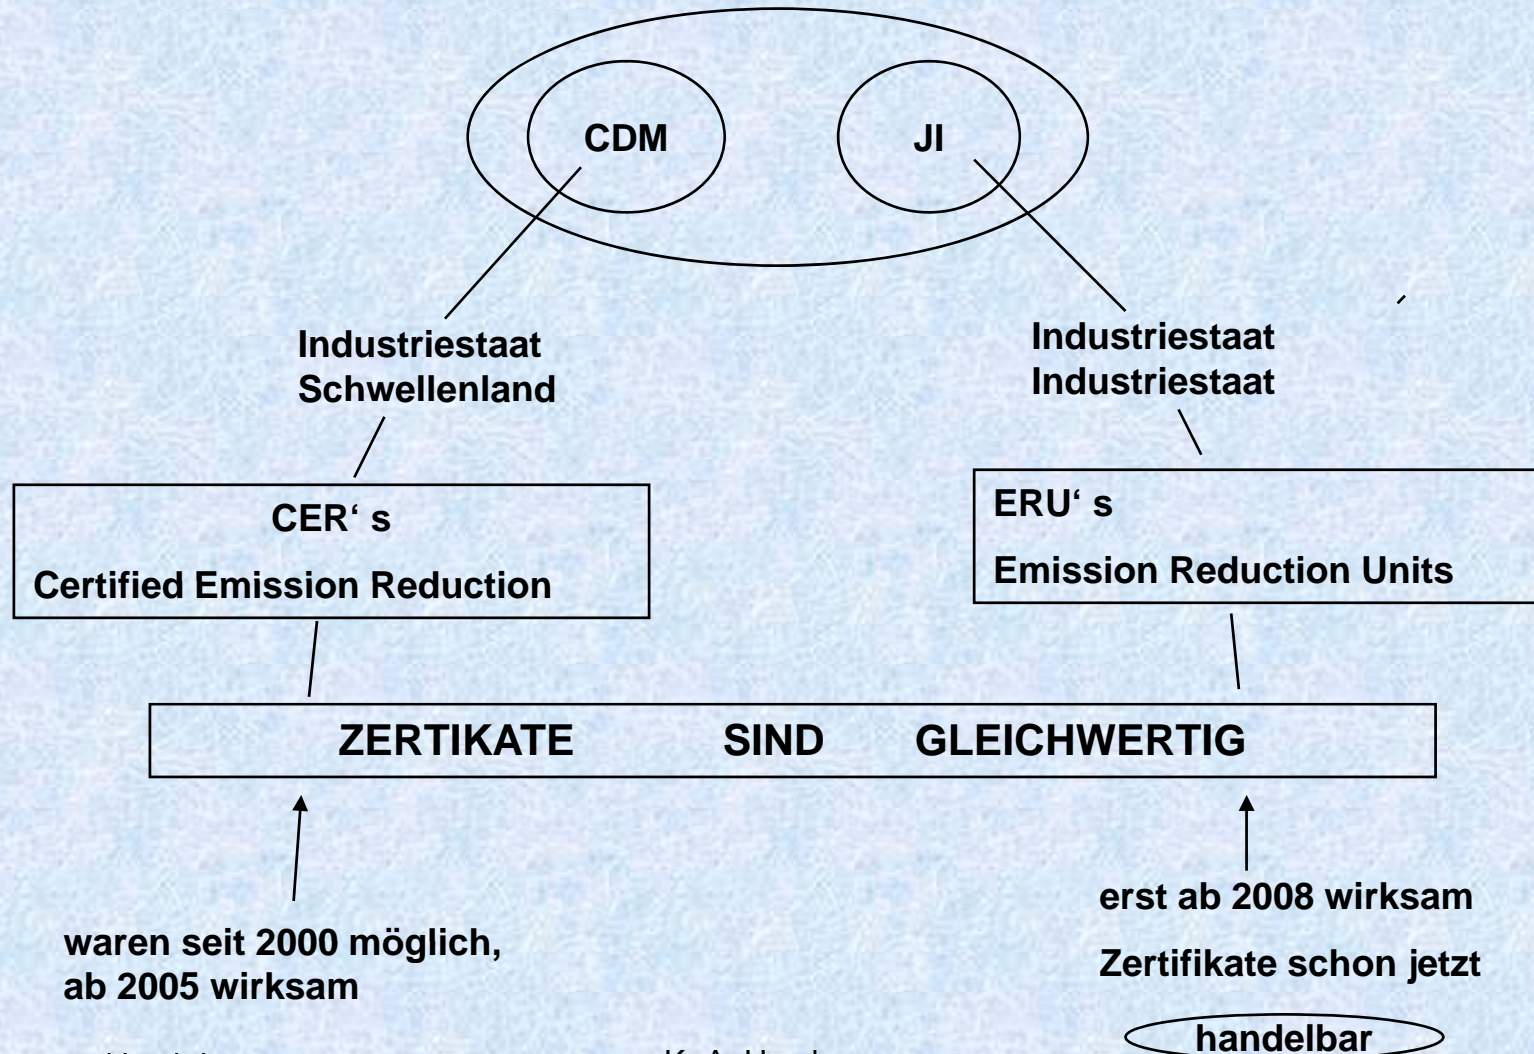 CDM
JI
Industriestaat
Schwellenland
Industriestaat
Industriestaat
CER‘ s
Certified Emission Reduction
ERU‘ s
Emission Reduction Units
ZERTIKATE SIND GLEICHWERTIG
waren seit 2000 möglich,
ab 2005 wirksam
erst ab 2008 wirksam
Zertifikate schon jetzt
handelbar